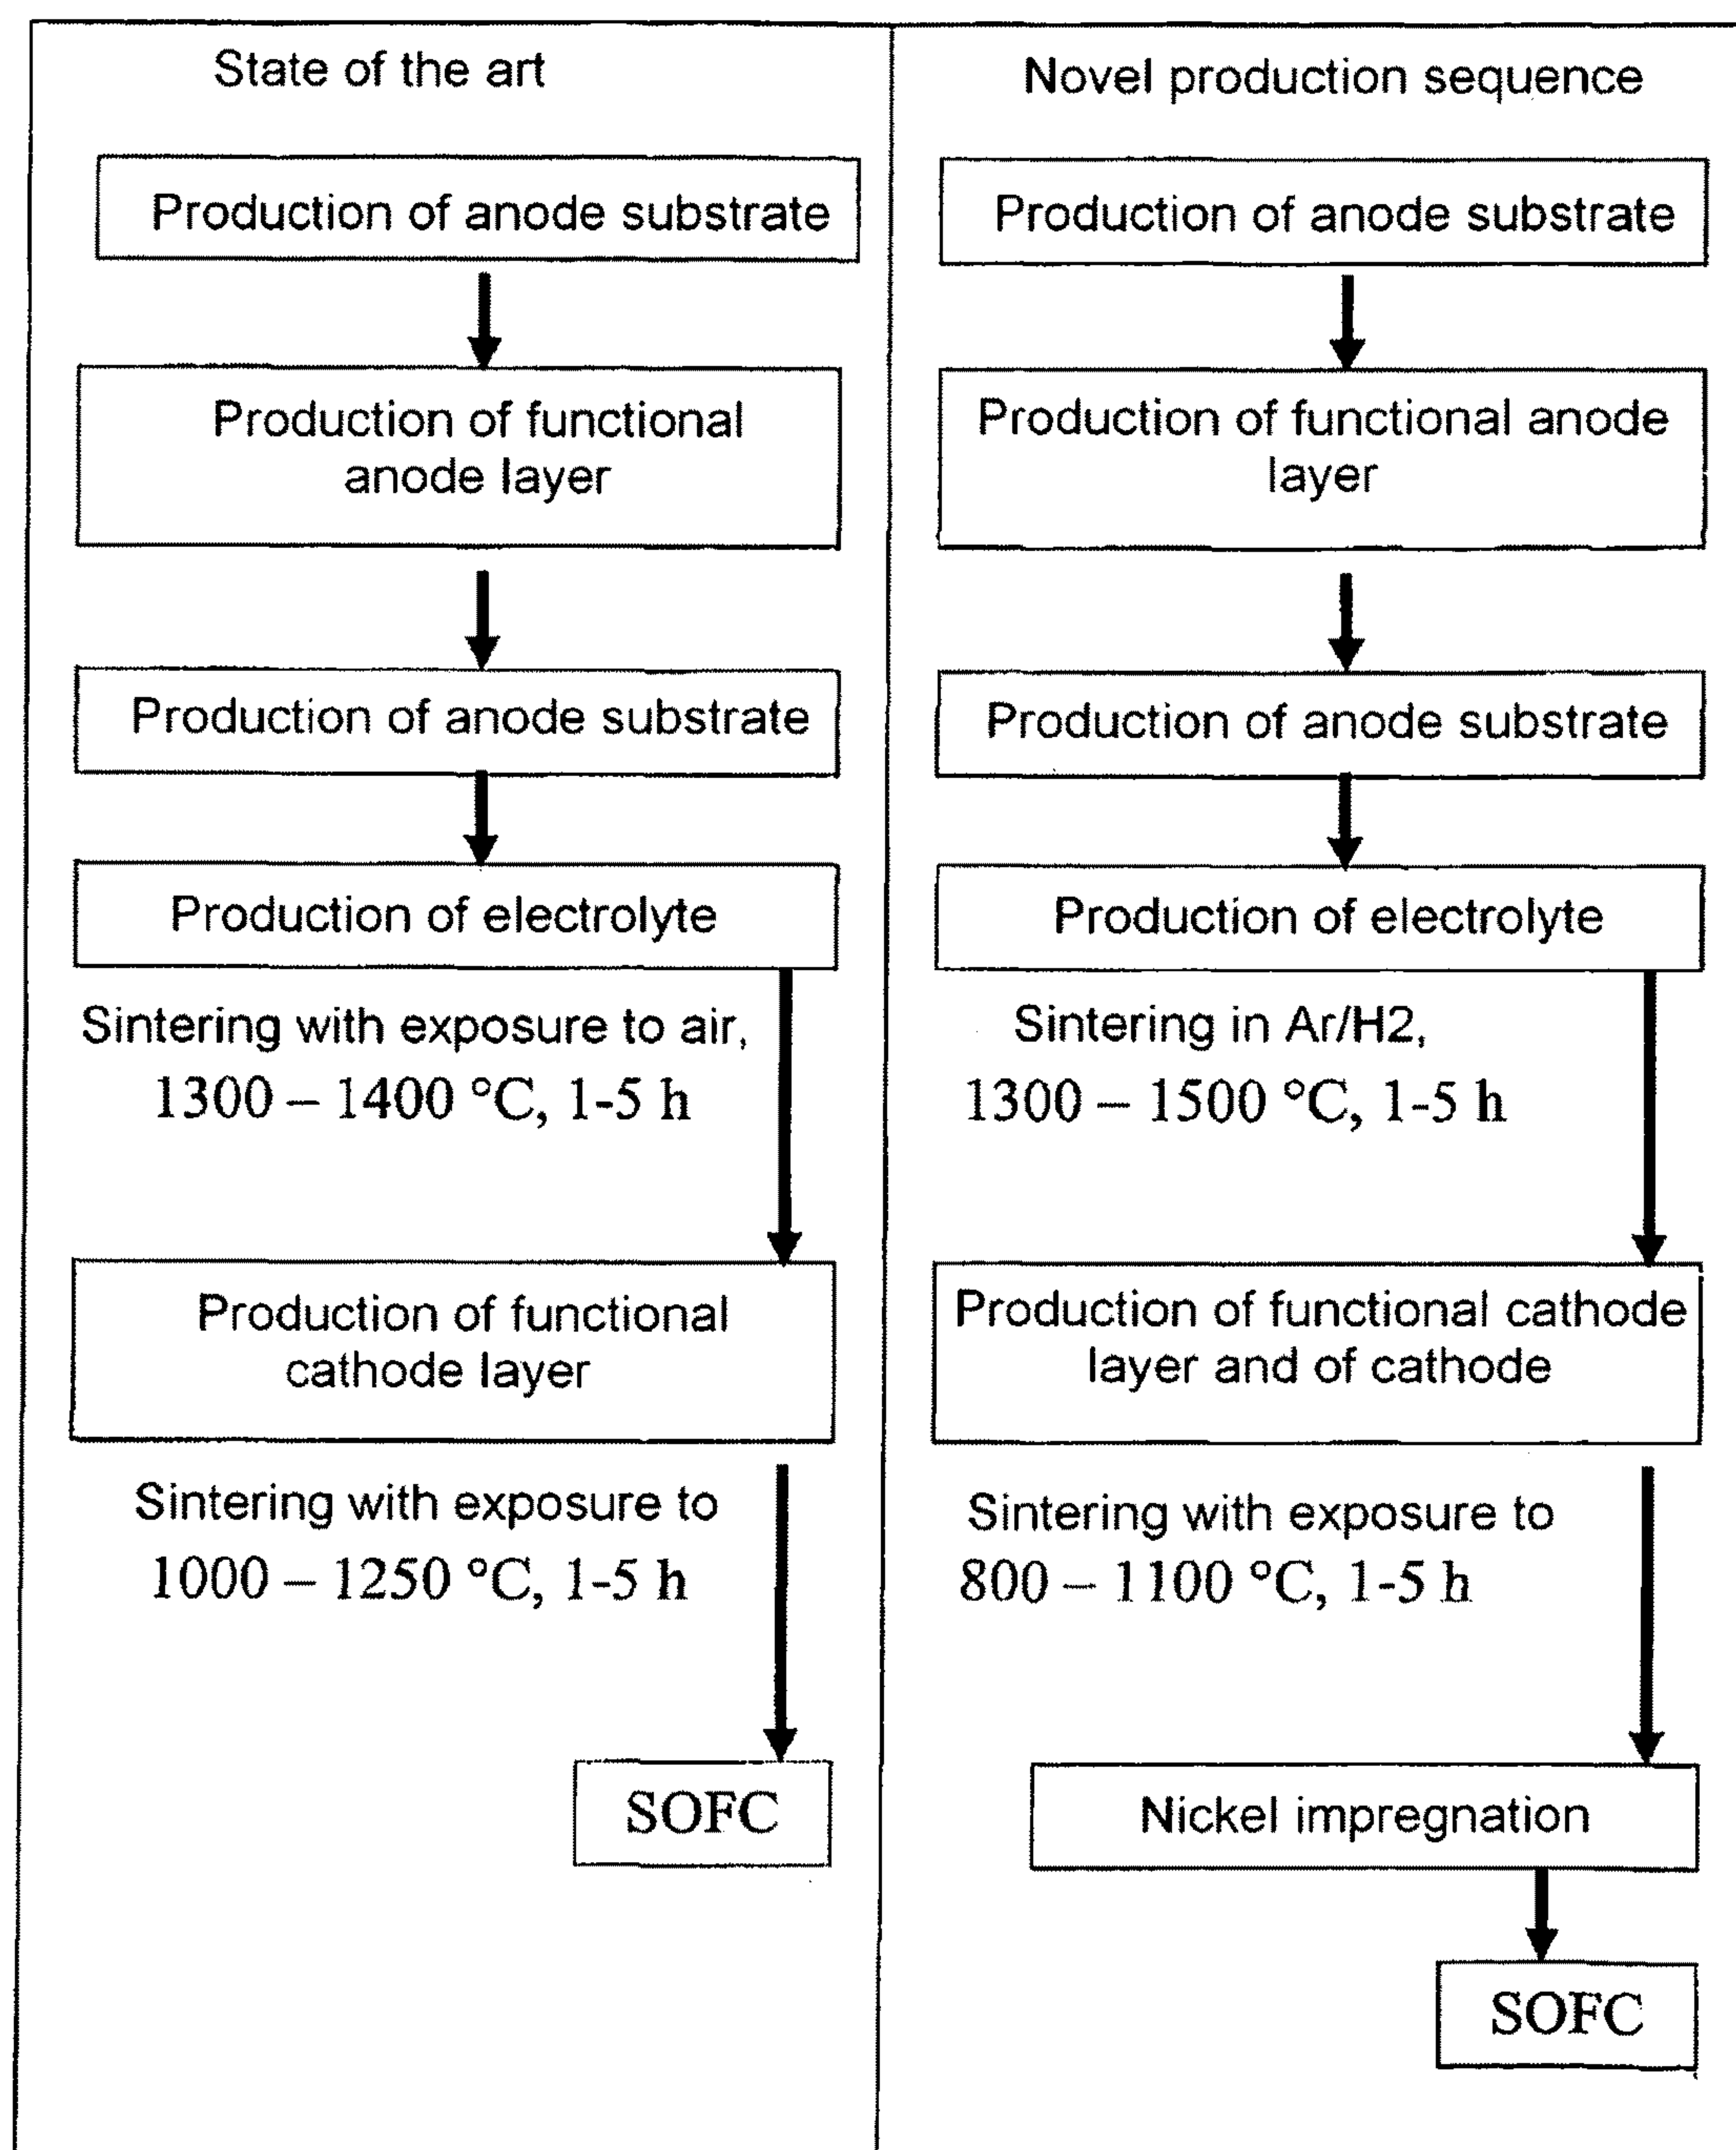 State of the art
Production of anode substrate
Production of functional
anode layer
Production of anode substrate
Production of electrolyte
Sintering with exposure to air,
1300 – 1400 °C, 1-5 h
Production of functional
cathode layer
Sintering with exposure to
1000 – 1250 °C, 1-5 h
SOFC
Novel production sequence
Production of anode substrate
Production of functional anode
layer
Production of anode substrate
Production of electrolyte
Sintering in Ar/H2,
1300 – 1500 °C, 1-5 h
Production of functional cathode
layer and of cathode
Sintering with exposure to
800 – 1100 °C, 1-5 h
Nickel impregnation
SOFC